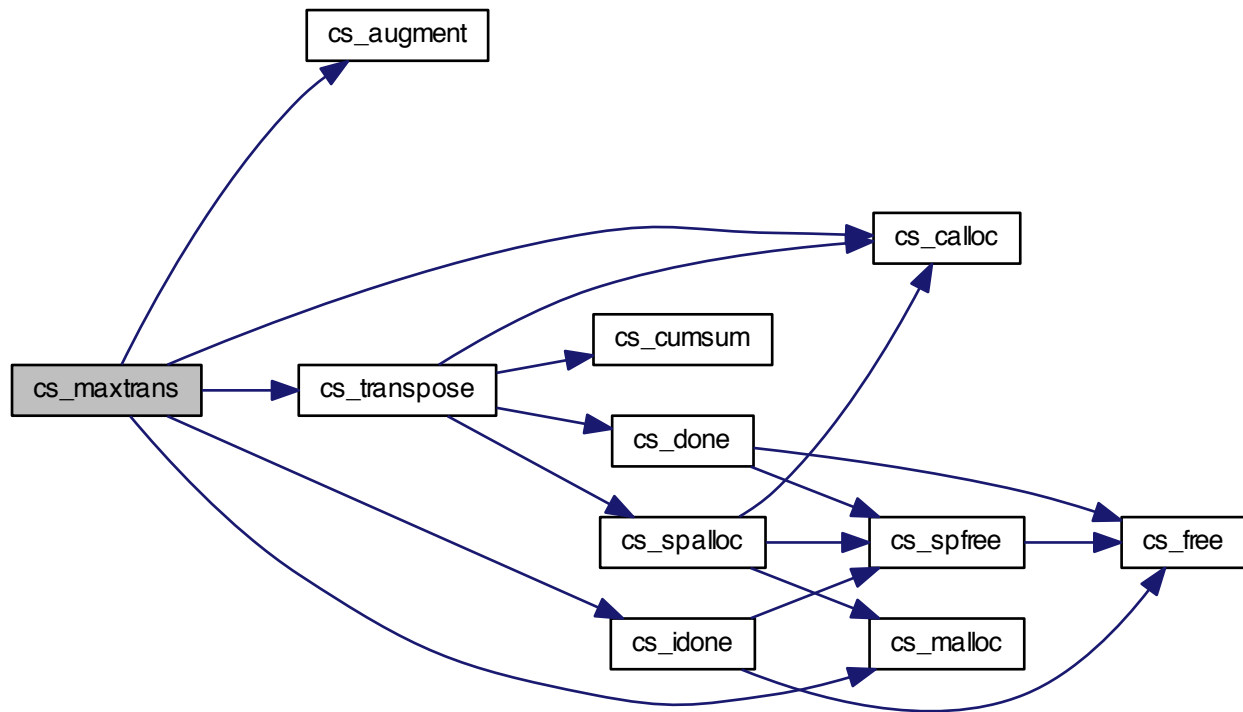 cs_augment
cs_calloc
cs_cumsum
cs_maxtrans
cs_transpose
cs_done
cs_spalloc
cs_spfree
cs_free
cs_idone
cs_malloc